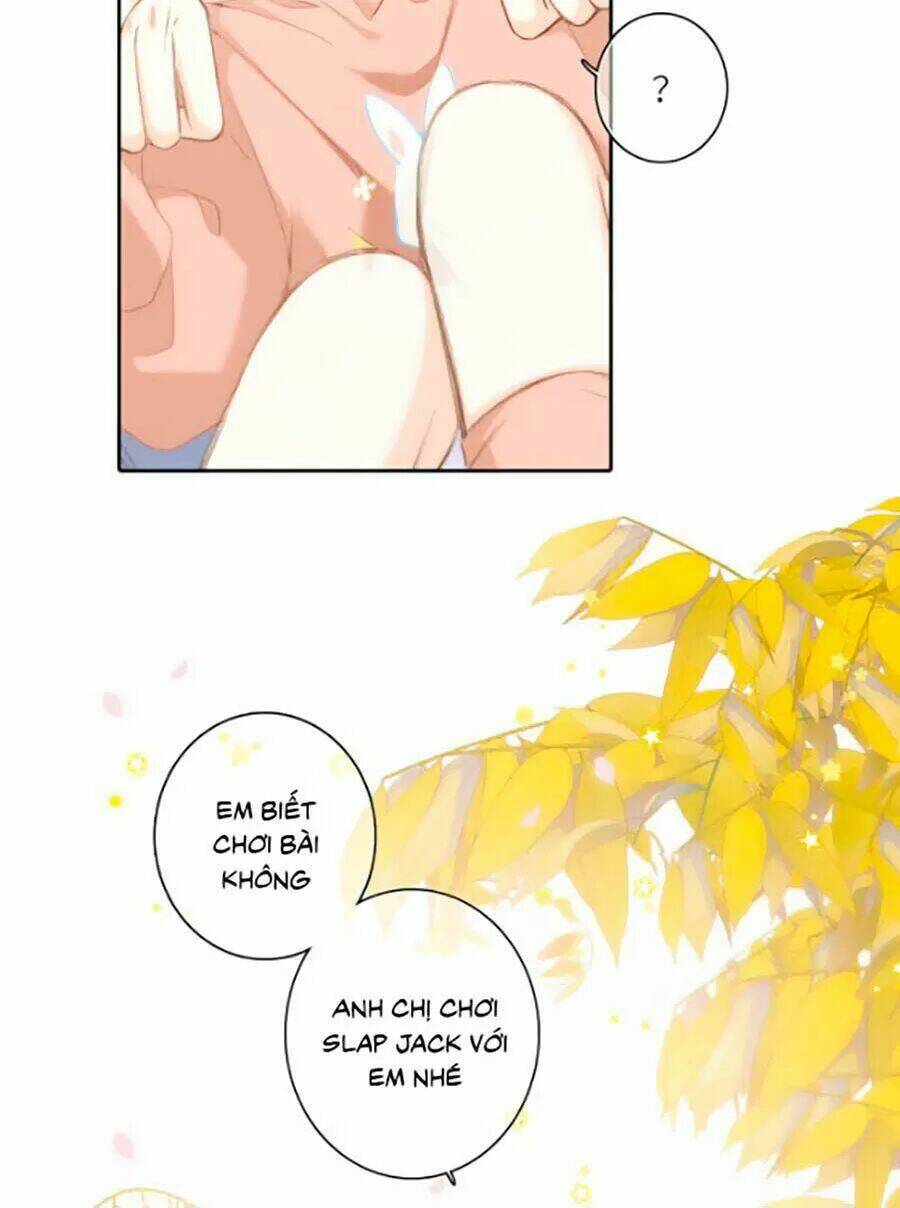 ?
EM BIẾT
CHƠI BÀI
KHÔNG
ANH CHỊ CHƠI
SLAP JACK VỚI
EM NHÉ